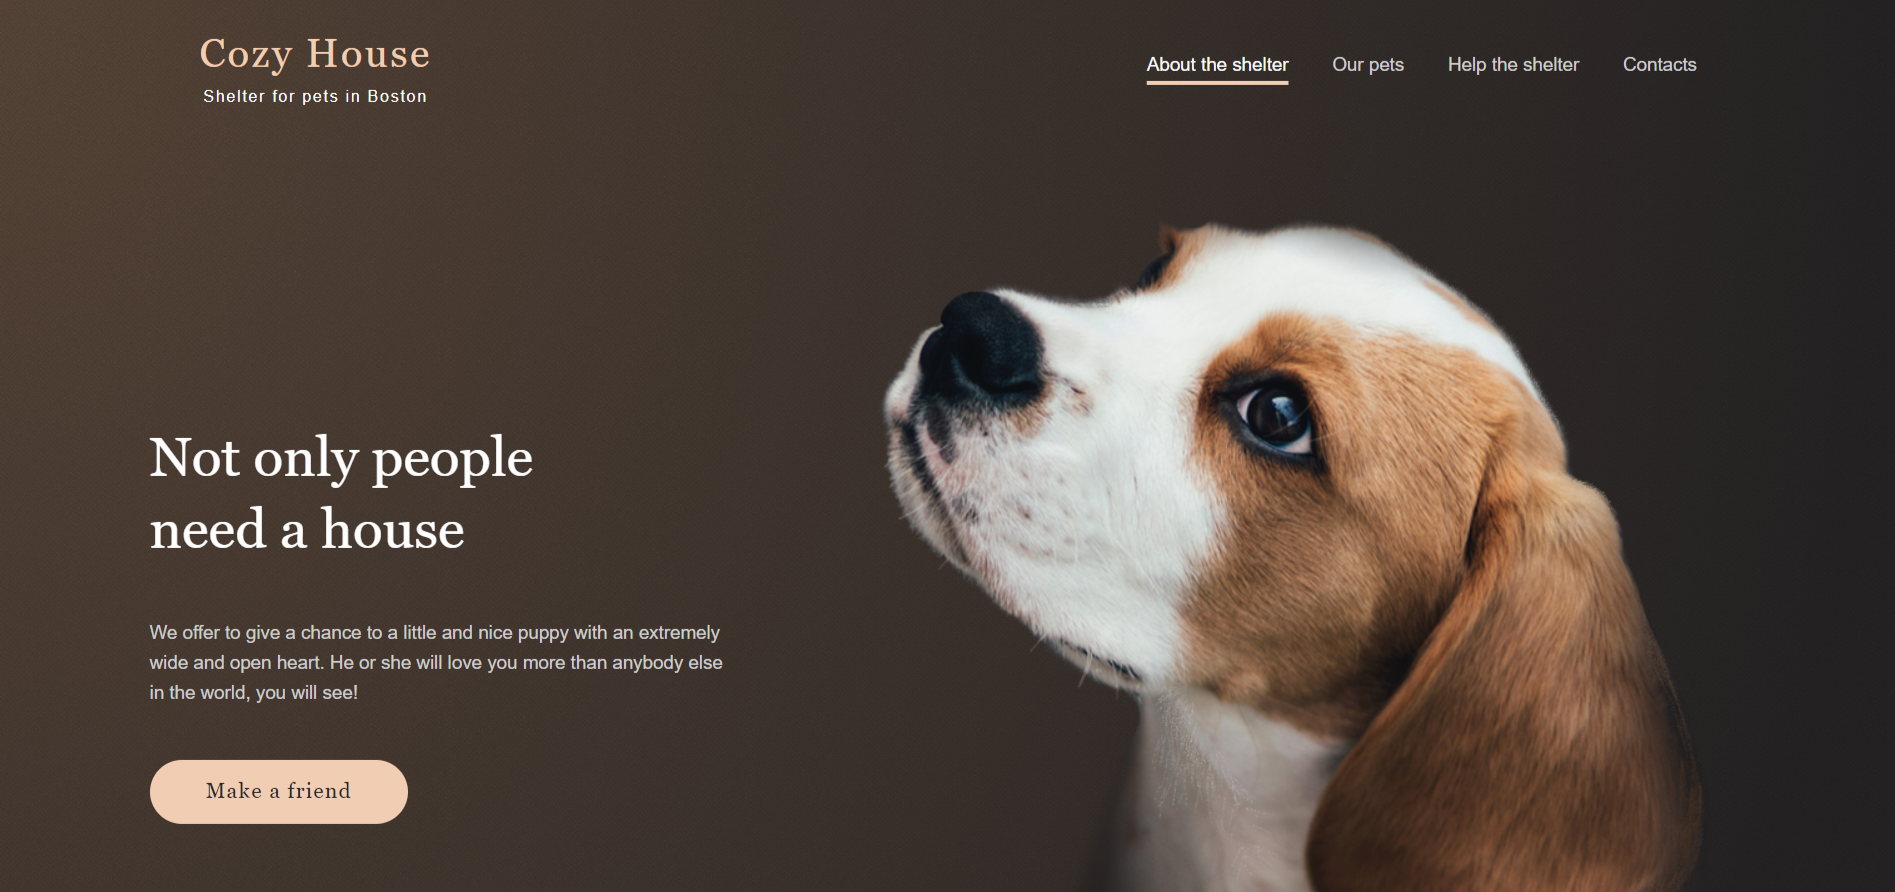 Cozy House
Shelter for pets in Boston
About the shelter
Our pets
Help the shelter
Contacts
Not only people
need a house
We offer to give a chance to a little and nice puppy with an extremely
wide and open heart. He or she will love you more than anybody else
in the world, you will see!
Make a friend